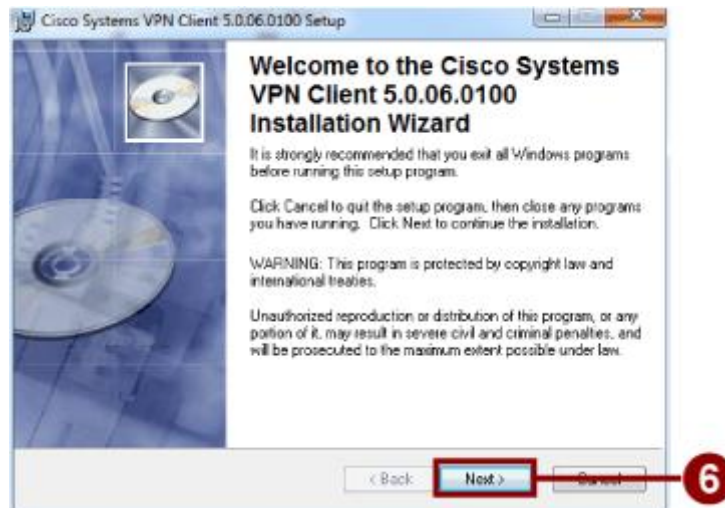 Cisco Systems VPN Client 5.0.06.0100 Setup
Welcome to the Cisco Systems
VPN Client 5.0.06.0100
Installation Wizard
It is strongly recommended that you exit all Windows programs
before running this setup program.
Click Cancel to quit the setup program, then close any programs
you have running. Click Next to continue the installation.
WARNING: This program is protected by copyright law and
international treaties.
Unauthorized reproduction or distribution of this program, or any
portion of it, may result in severe civil and criminal penalties, and
will be prosecuted to the maximum extent possible under law.
< Back Next > Cancel 6